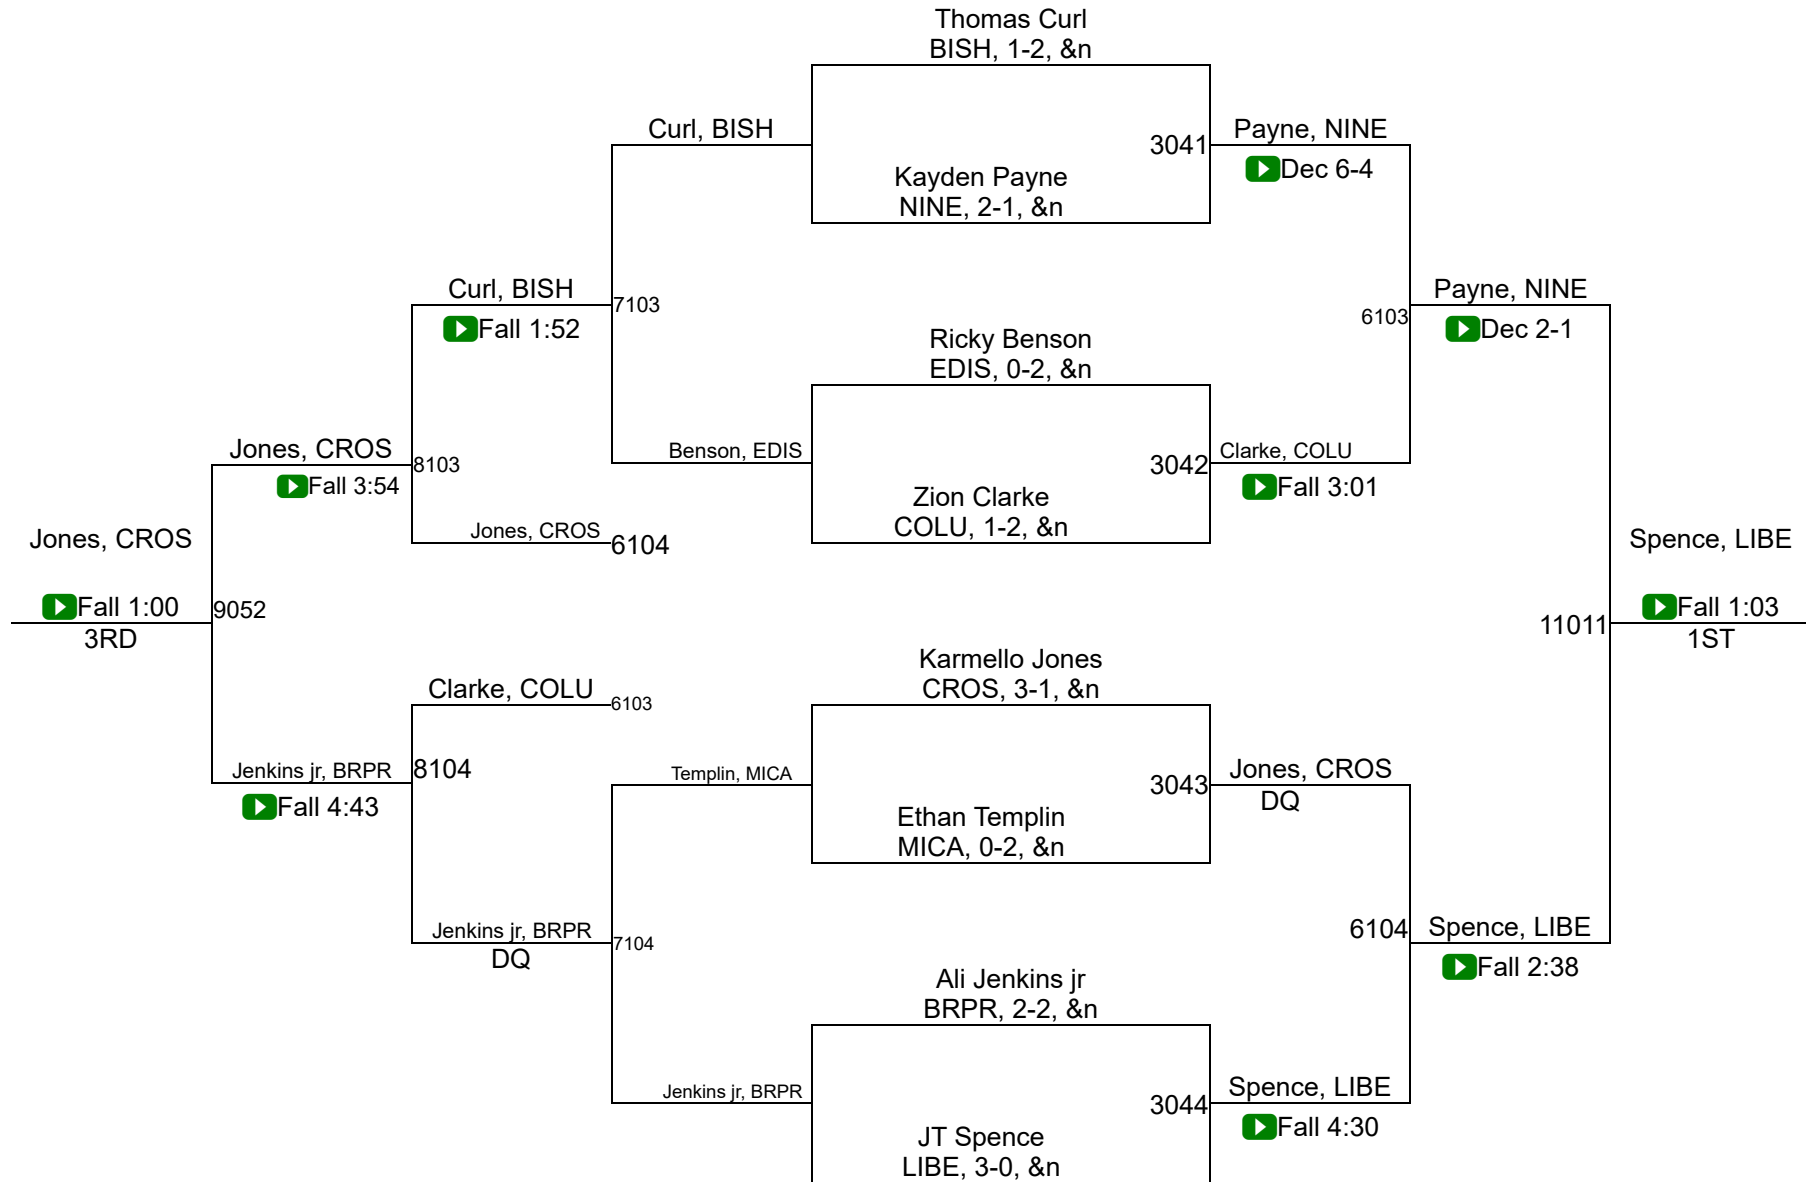 Thomas Curl
BISH, 1-2, &n
Curl, BISH
3041
Payne, NINE
Dec 6-4
Kayden Payne
NINE, 2-1, &n
Curl, BISH
7103
Fall 1:52
Payne, NINE
6103
Dec 2-1
Ricky Benson
EDIS, 0-2, &n
Jones, CROS
8103
Fall 3:54
Benson, EDIS
3042
Clarke, COLU
Fall 3:01
Zion Clarke
COLU, 1-2, &n
Jones, CROS
6104
Jones, CROS
Spence, LIBE
Fall 1:00
9052
3RD
11011
Fall 1:03
1ST
Karmello Jones
CROS, 3-1, &n
Clarke, COLU
6103
Jenkins jr, BRPR
8104
Fall 4:43
Templin, MICA
3043
Jones, CROS
DQ
Ethan Templin
MICA, 0-2, &n
Jenkins jr, BRPR
7104
DQ
6104
Spence, LIBE
Fall 2:38
Ali Jenkins jr
BRPR, 2-2, &n
Jenkins jr, BRPR
3044
Spence, LIBE
Fall 4:30
JT Spence
LIBE, 3-0, &n